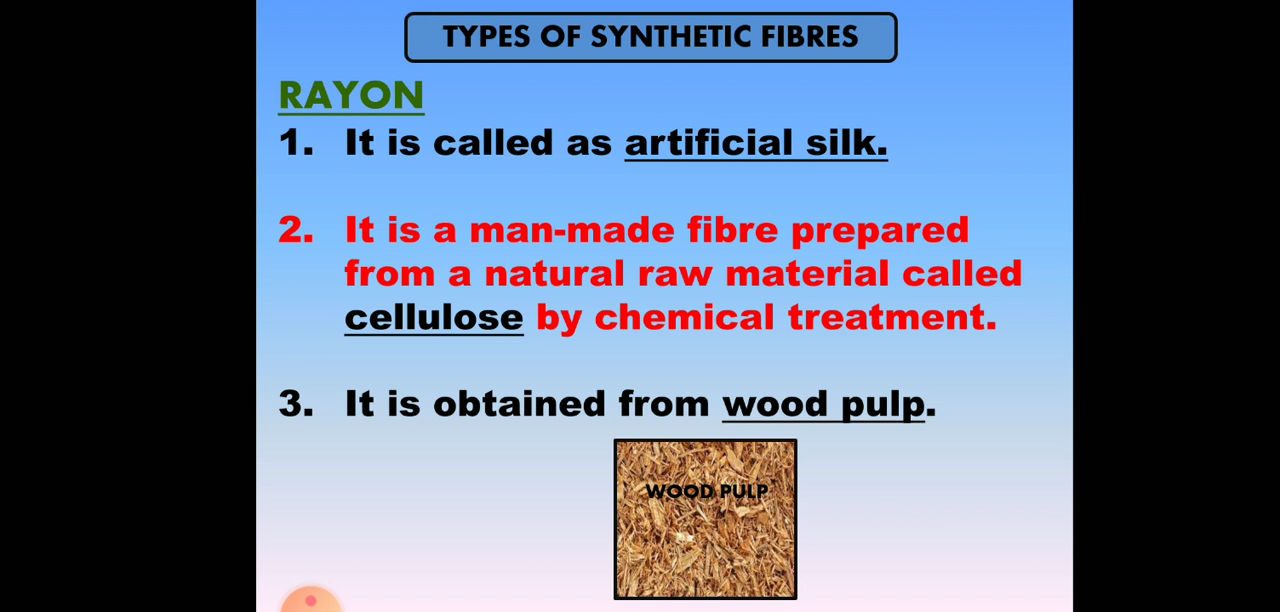 TYPES OF SYNTHETIC FIBRES
RAYON
1. It is called as artificial silk.
2. It is a man-made fibre prepared
from a natural raw material called
cellulose by chemical treatment.
3. It is obtained from wood pulp.
WOOD PULP